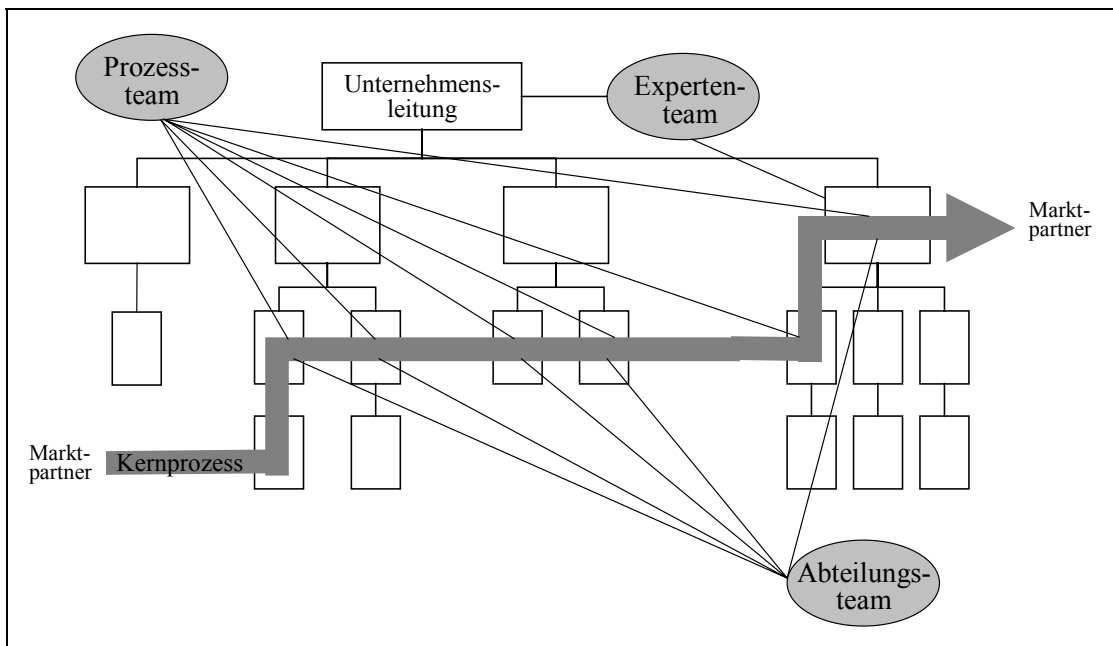 Prozess-
team
Unternehmens-
leitung
Experten-
team
Markt-
partner
Markt-
partner
Kernprozess
Abteilungs-
team